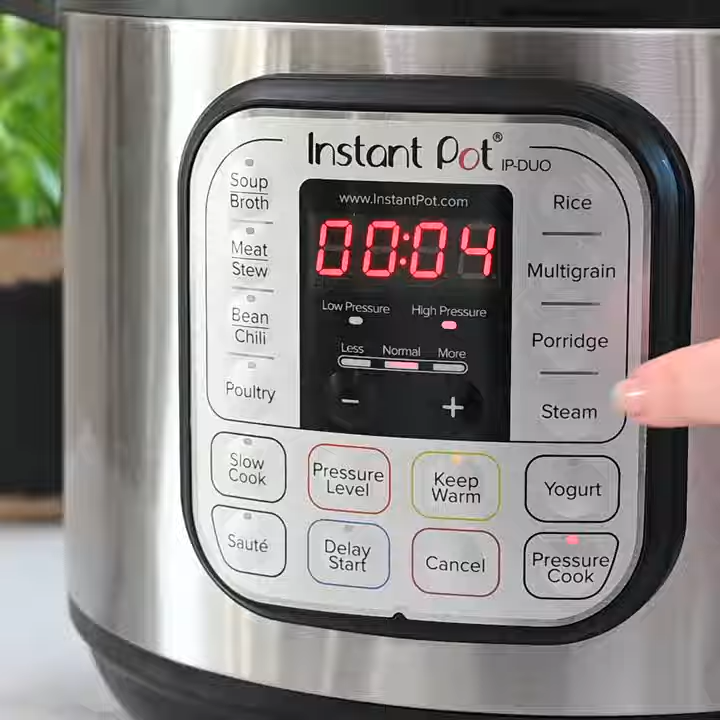 Instant Pot® IP-DUO
Soup
Broth
Meat
Stew
Bean
Chili
Poultry
www.InstantPot.com
00:04
Low Pressure High Pressure
Less Normal More
− +
Rice
Multigrain
Porridge
Steam
Slow
Cook
Pressure
Level
Keep
Warm
Yogurt
Sauté
Delay
Start
Cancel
Pressure
Cook